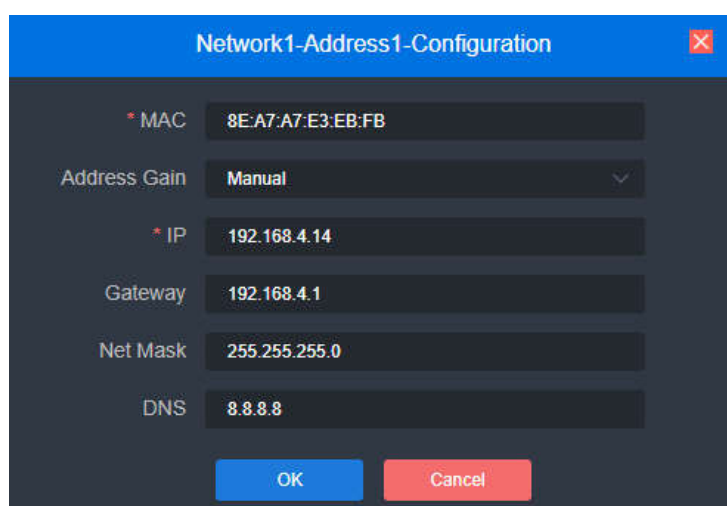 Network1-Address1-Configuration
* MAC 8E:A7:A7:E3:EB:FB
Address Gain Manual
* IP 192.168.4.14
Gateway 192.168.4.1
Net Mask 255.255.255.0
DNS 8.8.8.8
OK Cancel